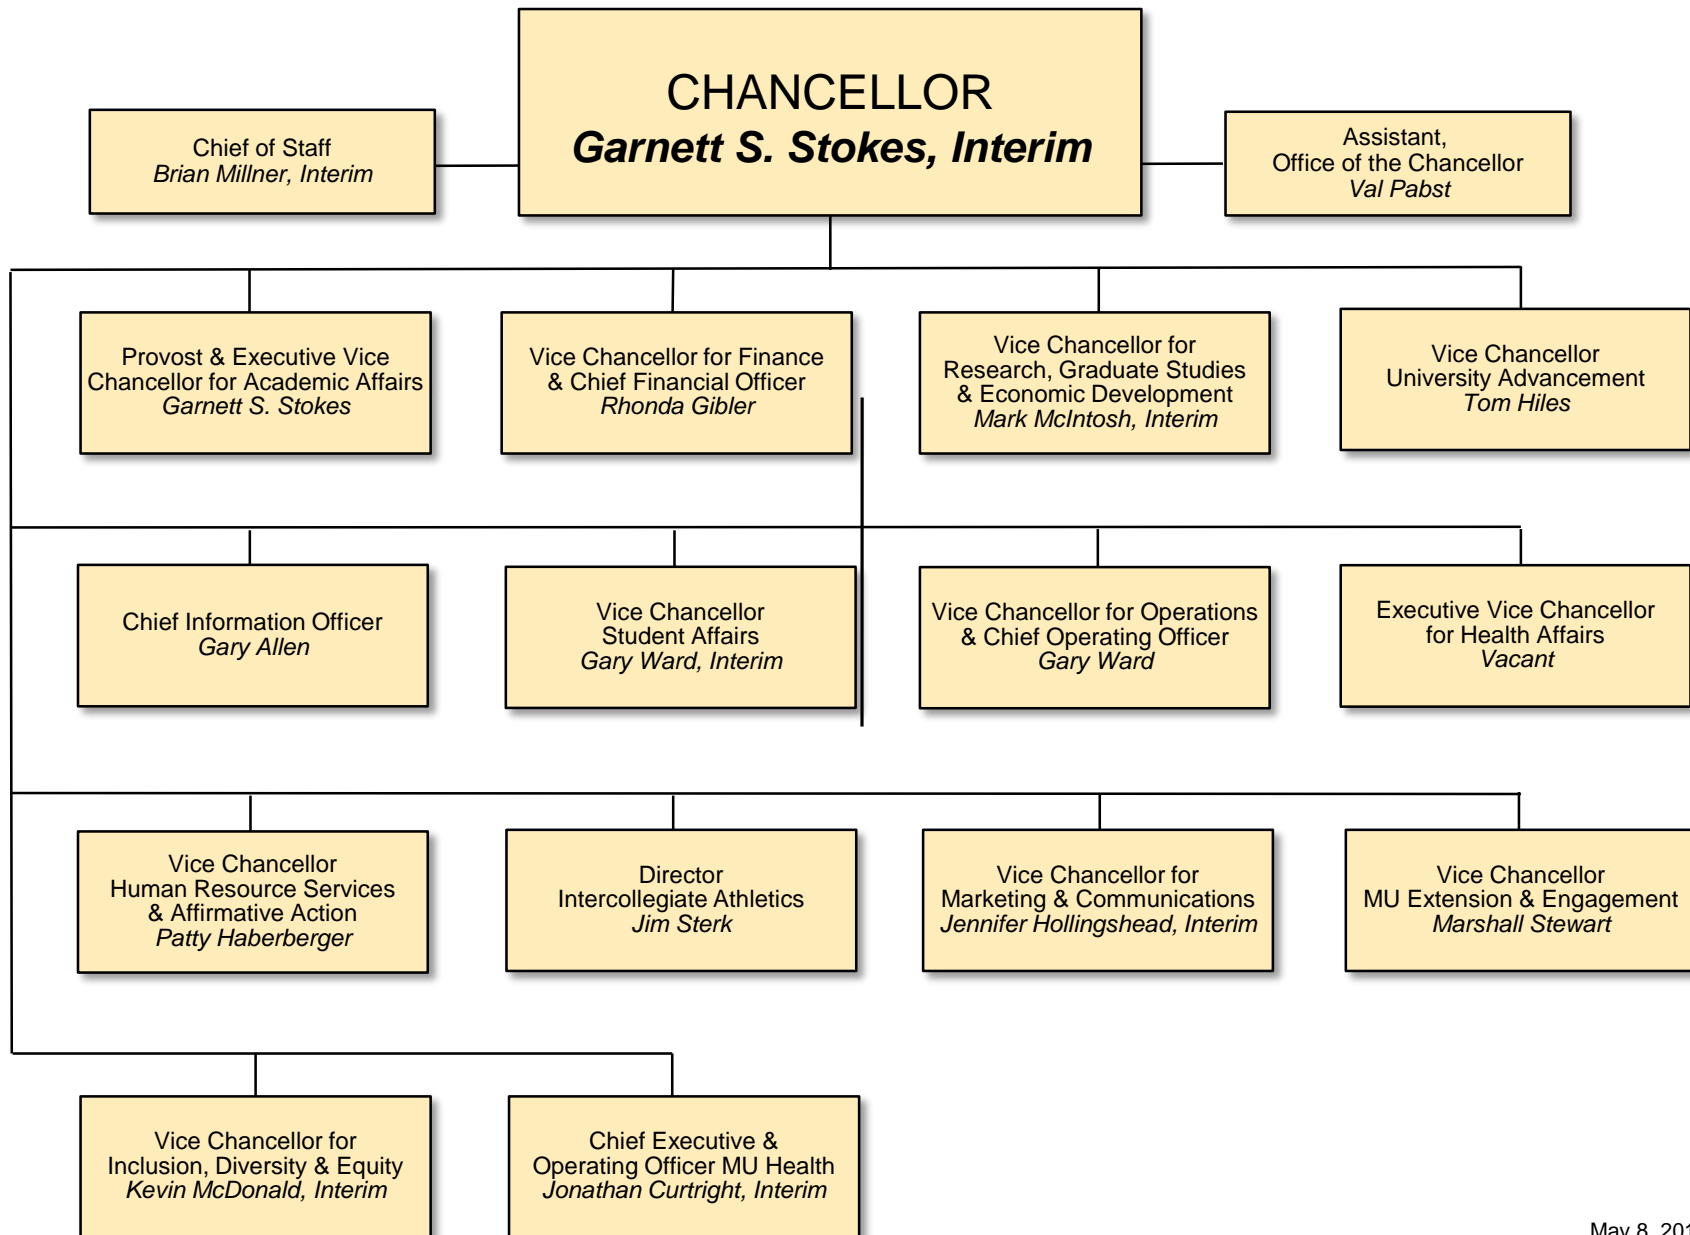 CHANCELLOR
Garnett S. Stokes, Interim
Chief of Staff
Brian Millner, Interim
Assistant,
Office of the Chancellor
Val Pabst
Provost & Executive Vice
Chancellor for Academic Affairs
Garnett S. Stokes
Vice Chancellor for Finance
& Chief Financial Officer
Rhonda Gibler
Vice Chancellor for
Research, Graduate Studies
& Economic Development
Mark McIntosh, Interim
Vice Chancellor
University Advancement
Tom Hiles
Chief Information Officer
Gary Allen
Vice Chancellor
Student Affairs
Gary Ward, Interim
Vice Chancellor for Operations
& Chief Operating Officer
Gary Ward
Executive Vice Chancellor
for Health Affairs
Vacant
Vice Chancellor
Human Resource Services
& Affirmative Action
Patty Haberberger
Director
Intercollegiate Athletics
Jim Sterk
Vice Chancellor for
Marketing & Communications
Jennifer Hollingshead, Interim
Vice Chancellor
MU Extension & Engagement
Marshall Stewart
Vice Chancellor for
Inclusion, Diversity & Equity
Kevin McDonald, Interim
Chief Executive &
Operating Officer MU Health
Jonathan Curtright, Interim
May 8, 201